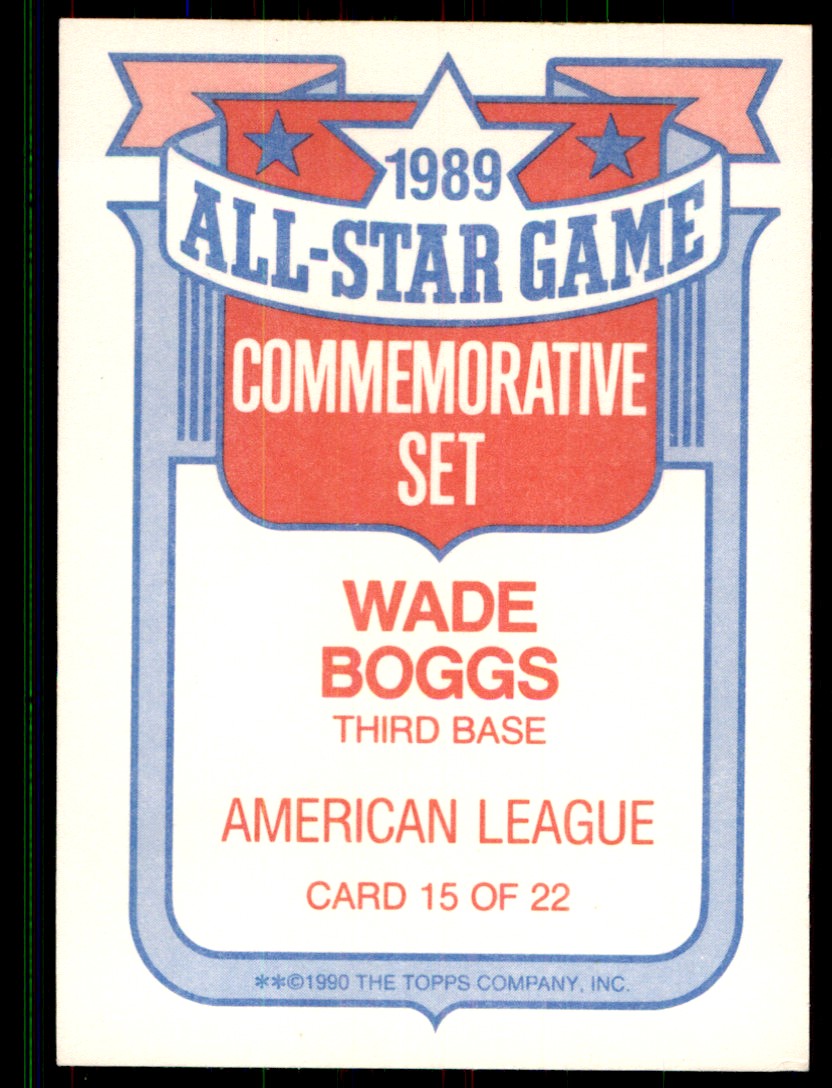 1989
ALL-STAR GAME
COMMEMORATIVE
SET
WADE
BOGGS
THIRD BASE
AMERICAN LEAGUE
CARD 15 OF 22
**©1990 THE TOPPS COMPANY, INC.